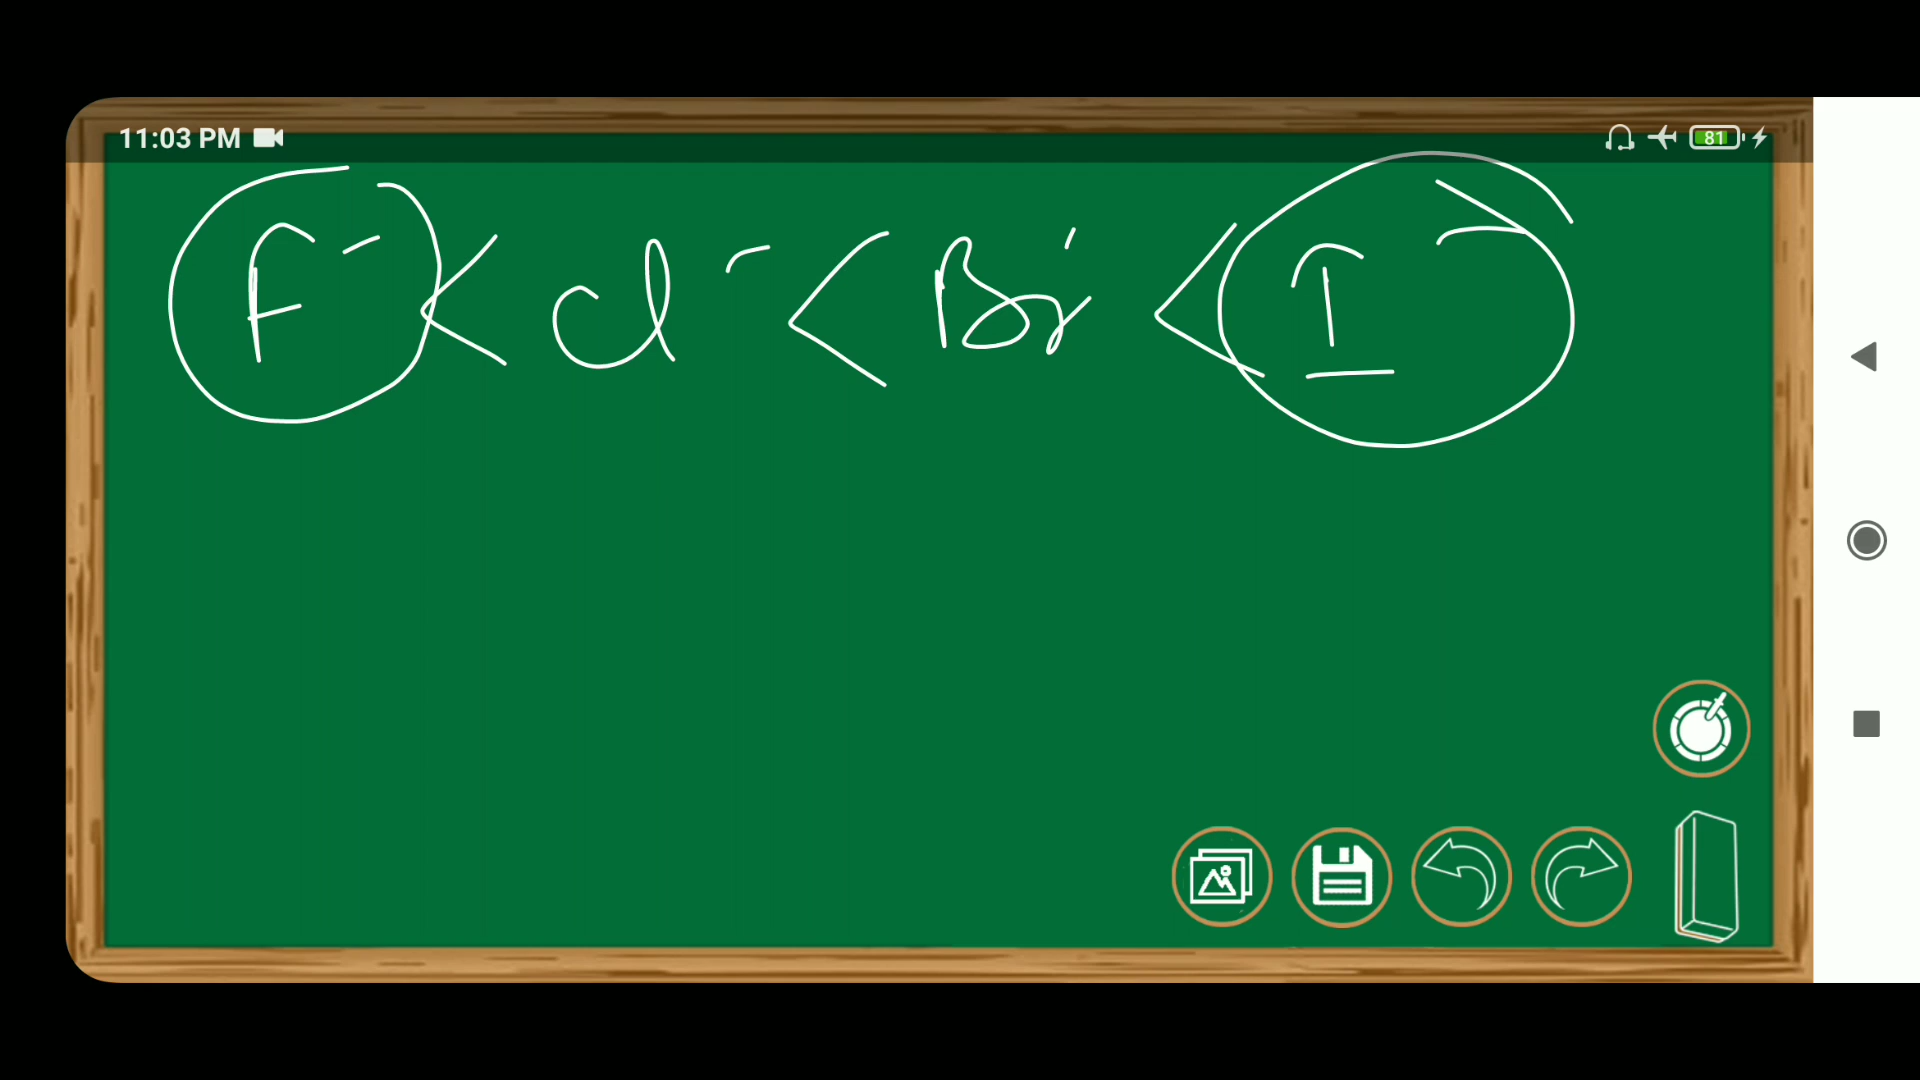 11:03 PM 81
F⁻ < Cl⁻ < Br⁻ < I⁻